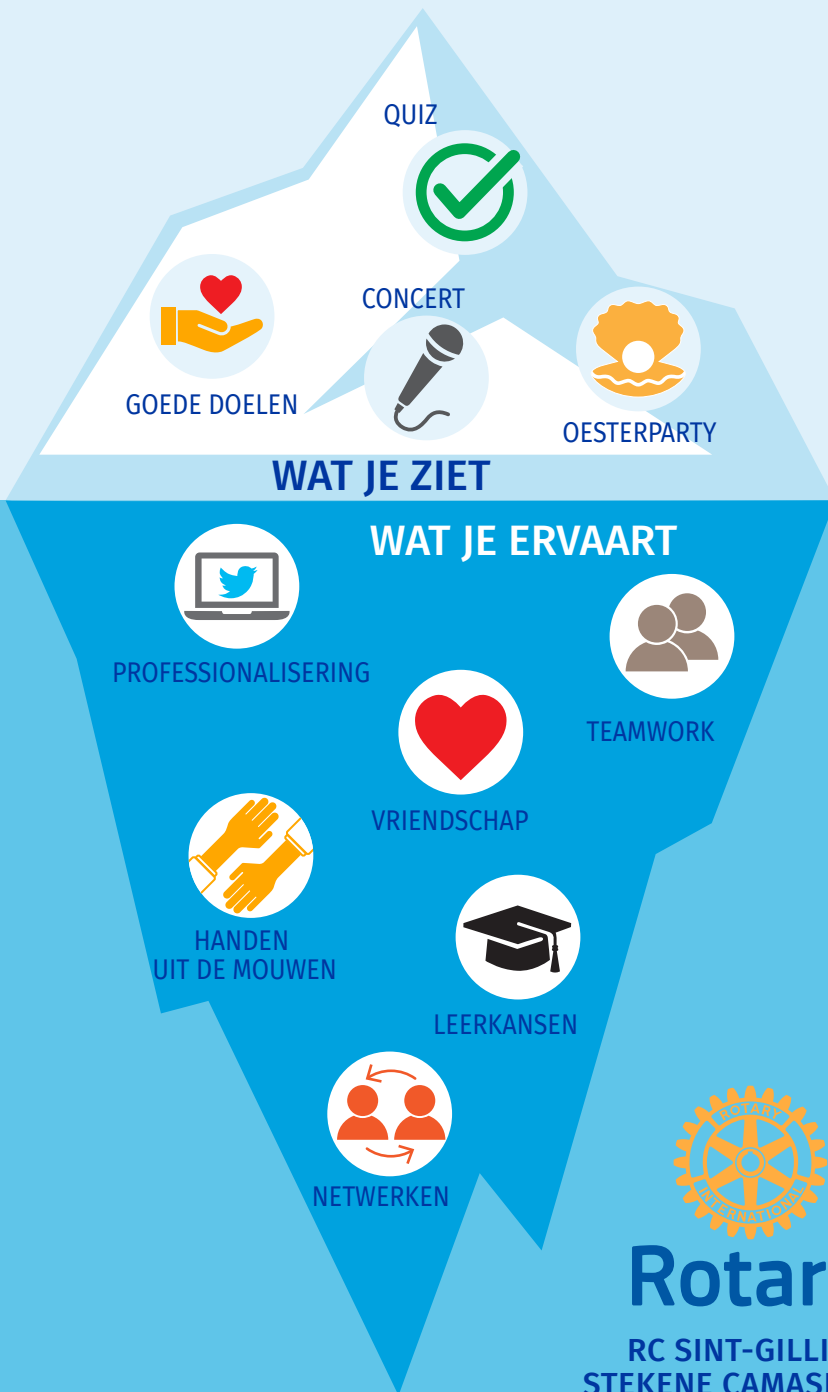 QUIZ
CONCERT
GOEDE DOELEN
OESTERPARTY
WAT JE ZIET
WAT JE ERVAART
PROFESSIONALISERING
TEAMWORK
VRIENDSCHAP
HANDEN
UIT DE MOUWEN
LEERKANSEN
NETWERKEN
ROTARY
INTERNATIONAL
Rotar
RC SINT-GILLI
STEKENE